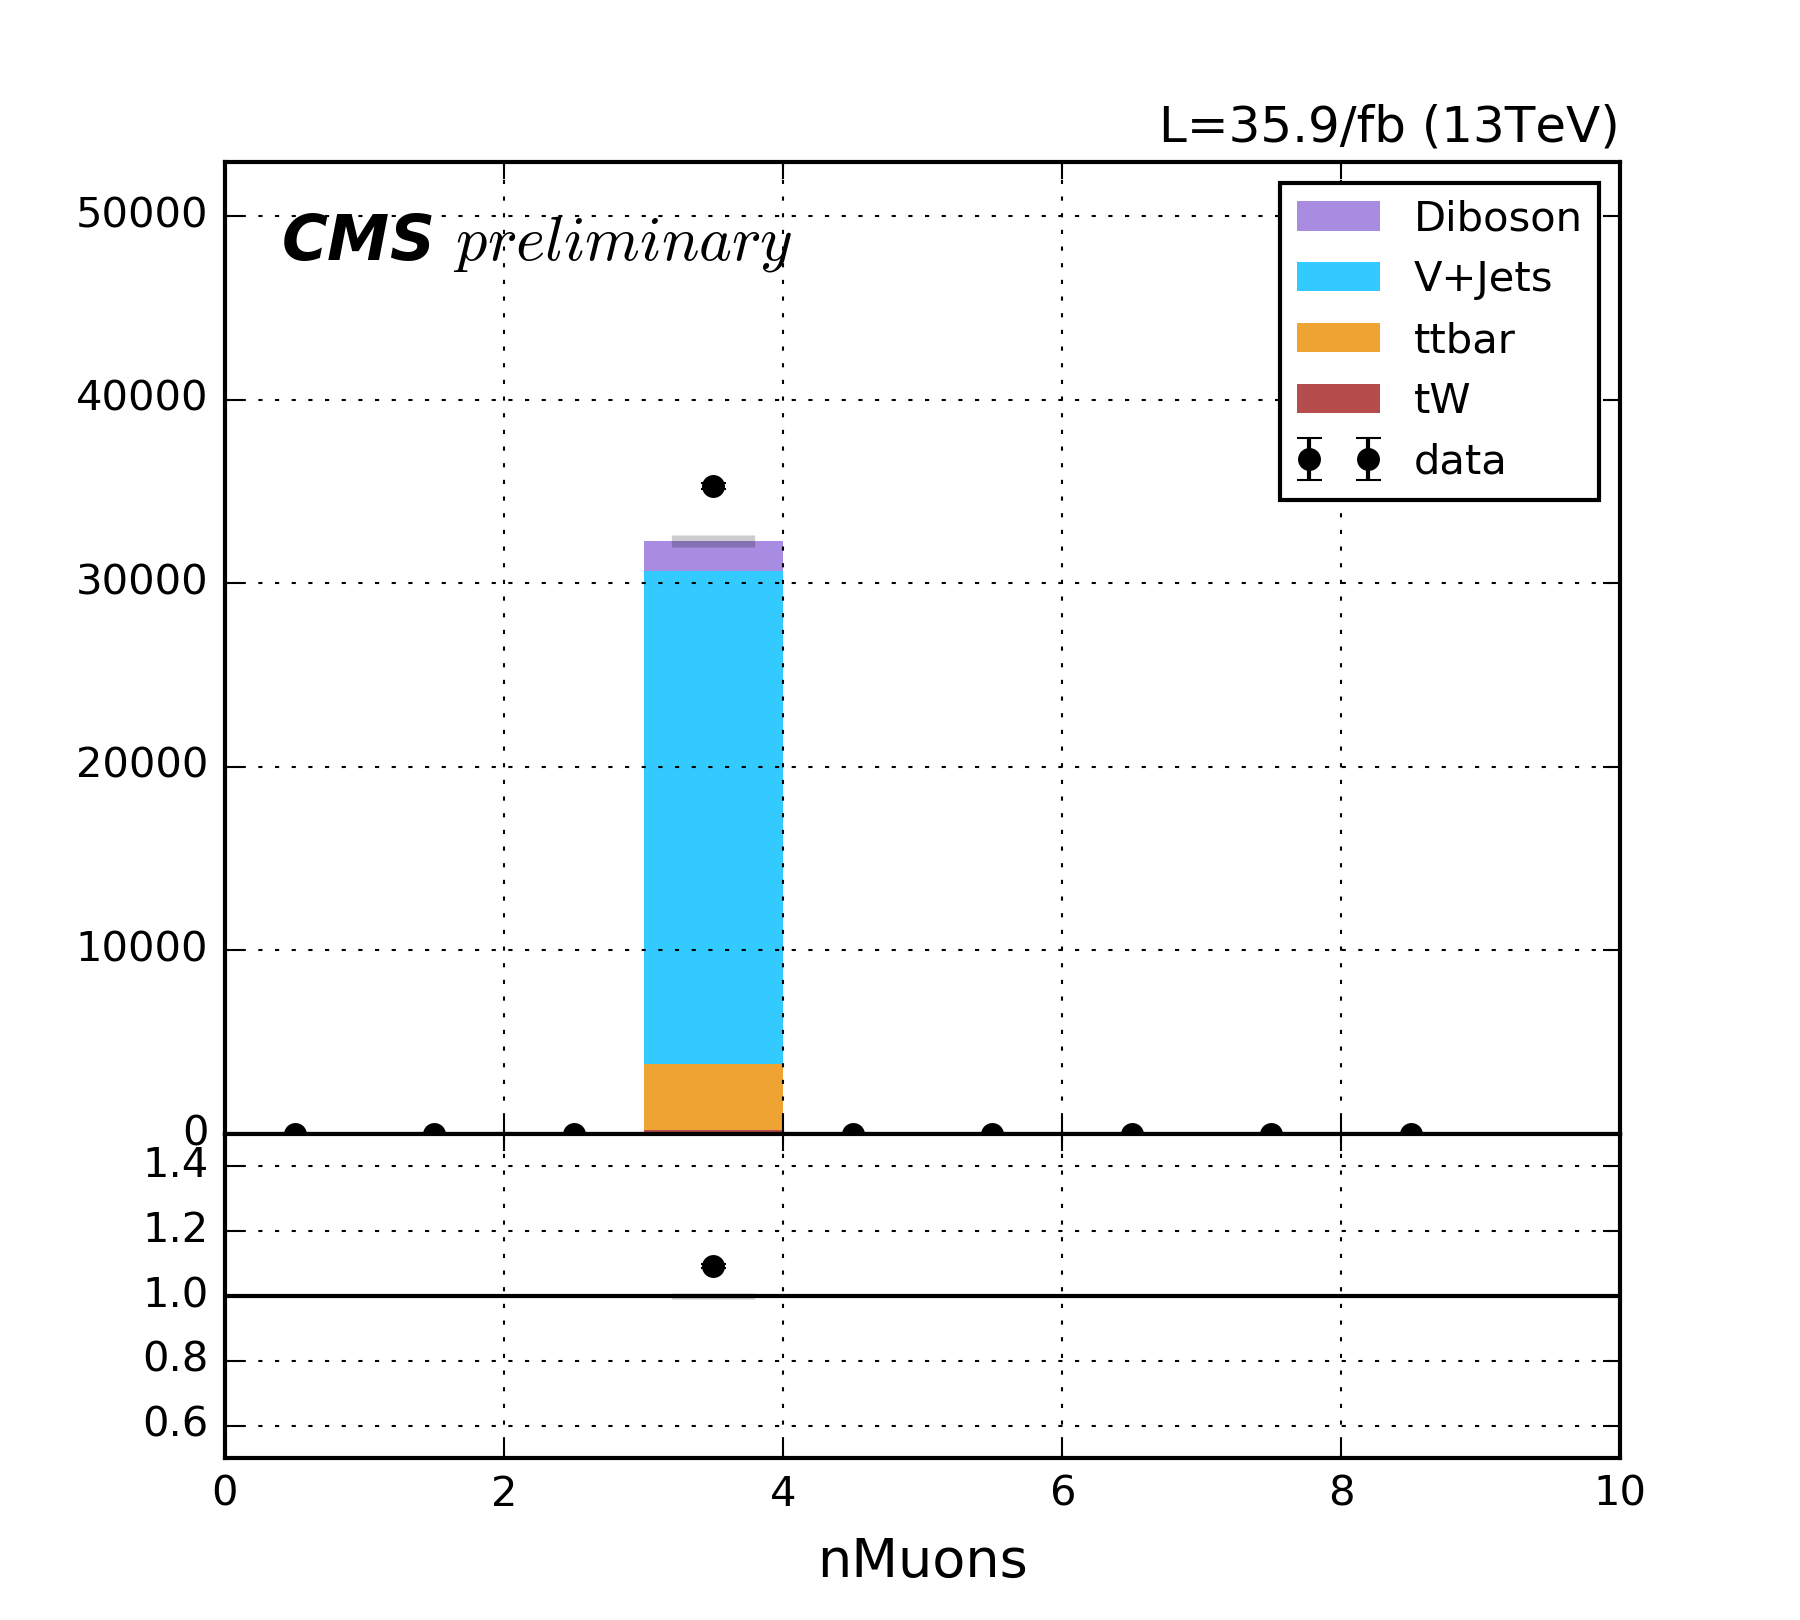 L=35.9/fb (13TeV)
CMS preliminary
Diboson
V+Jets
ttbar
tW
data
50000
40000
30000
20000
10000
0
1.4
1.2
1.0
0.8
0.6
0 2 4 6 8 10
nMuons